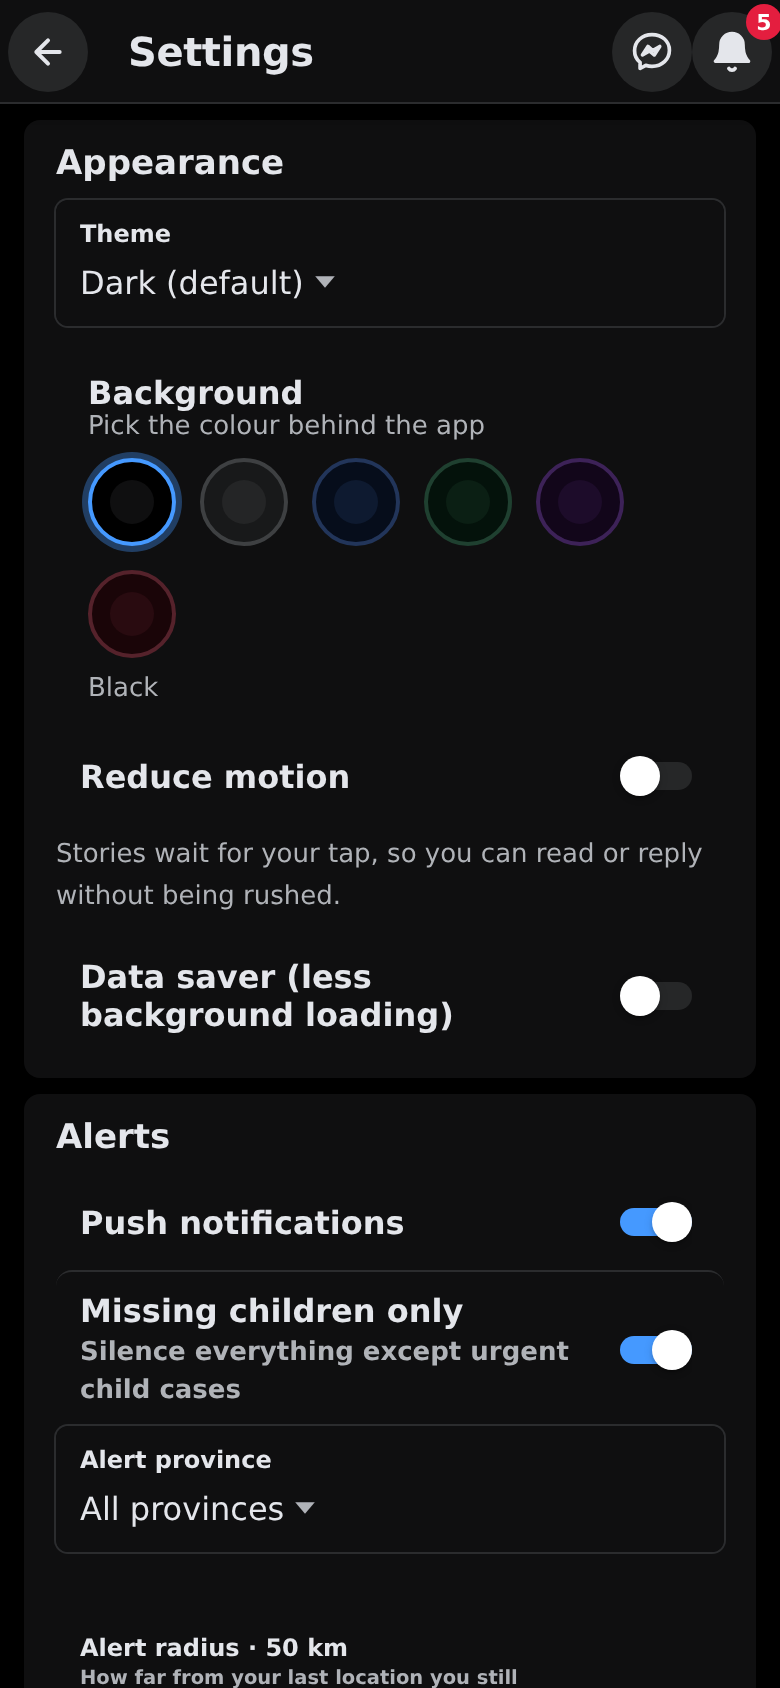 Settings
5
Appearance
Theme
Dark (default)
Background
Pick the colour behind the app
Black
Reduce motion
Stories wait for your tap, so you can read or reply
without being rushed.
Data saver (less
background loading)
Alerts
Push notifications
Missing children only
Silence everything except urgent
child cases
Alert province
All provinces
Alert radius · 50 km
How far from your last location you still